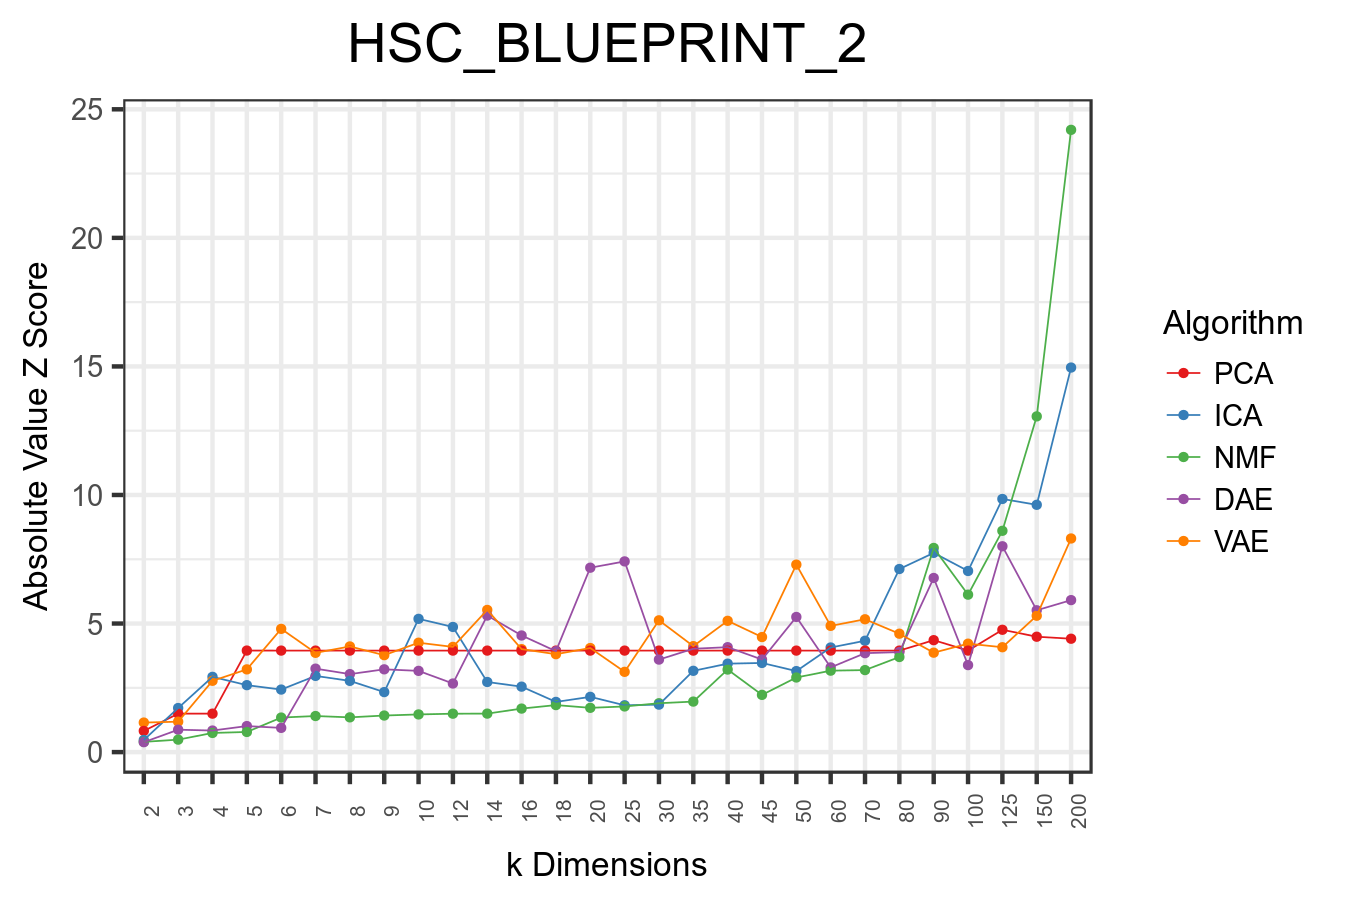 HSC_BLUEPRINT_2
Absolute Value Z Score
25
20
15
10
5
0
2 3 4 5 6 7 8 9 10 12 14 16 18 20 25 30 35 40 45 50 60 70 80 90 100 125 150 200
k Dimensions
Algorithm
PCA
ICA
NMF
DAE
VAE